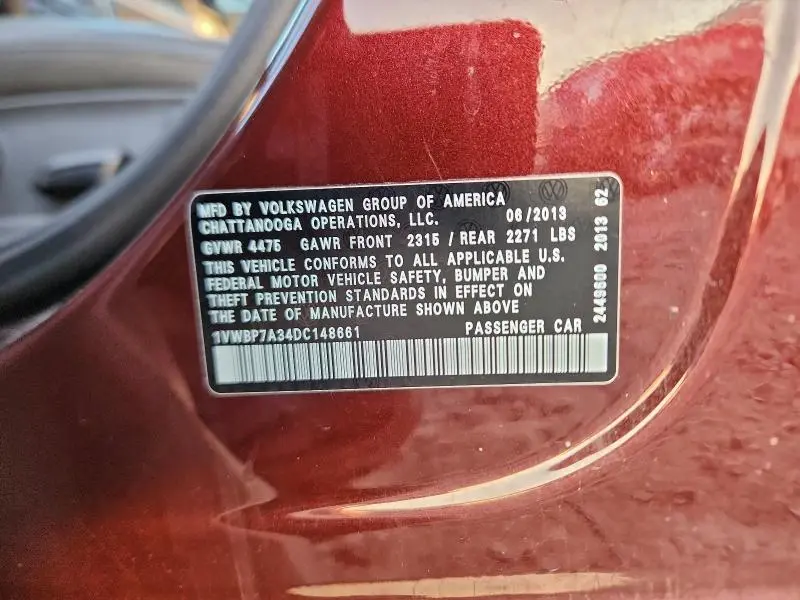 MFD BY VOLKSWAGEN GROUP OF AMERICA
CHATTANOOGA OPERATIONS, LLC. 06/2013
GVWR 4475 GAWR FRONT 2315 / REAR 2271 LBS
THIS VEHICLE CONFORMS TO ALL APPLICABLE U.S.
FEDERAL MOTOR VEHICLE SAFETY, BUMPER AND
THEFT PREVENTION STANDARDS IN EFFECT ON
THE DATE OF MANUFACTURE SHOWN ABOVE
1VWBP7A34DC148661 PASSENGER CAR
2449600 2013 62